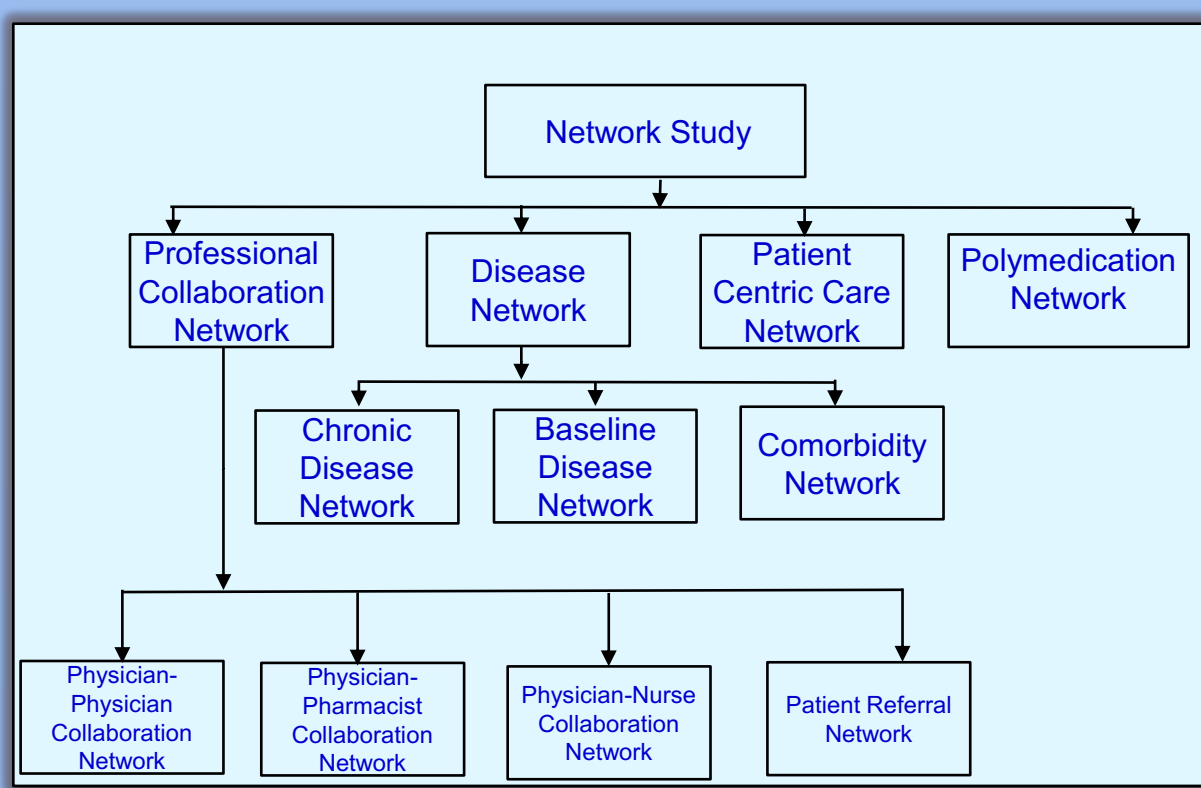 Network Study
Professional
Collaboration
Network
Disease
Network
Patient
Centric Care
Network
Polymedication
Network
Chronic
Disease
Network
Baseline
Disease
Network
Comorbidity
Network
Physician-
Physician
Collaboration
Network
Physician-
Pharmacist
Collaboration
Network
Physician-Nurse
Collaboration
Network
Patient Referral
Network